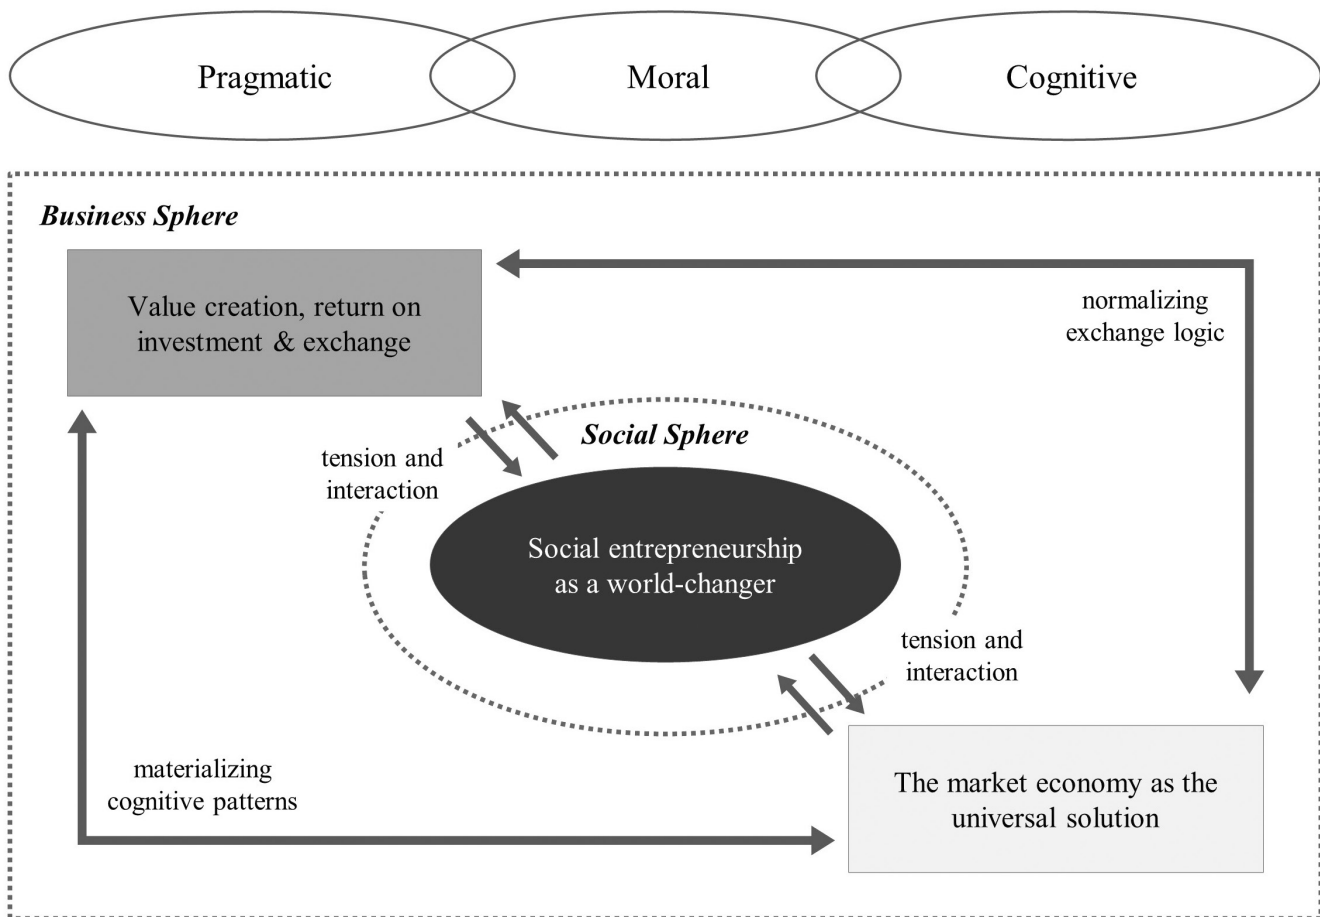 Pragmatic
Moral
Cognitive
Business Sphere
Value creation, return on
investment & exchange
normalizing
exchange logic
Social Sphere
tension and
interaction
Social entrepreneurship
as a world-changer
tension and
interaction
materializing
cognitive patterns
The market economy as the
universal solution